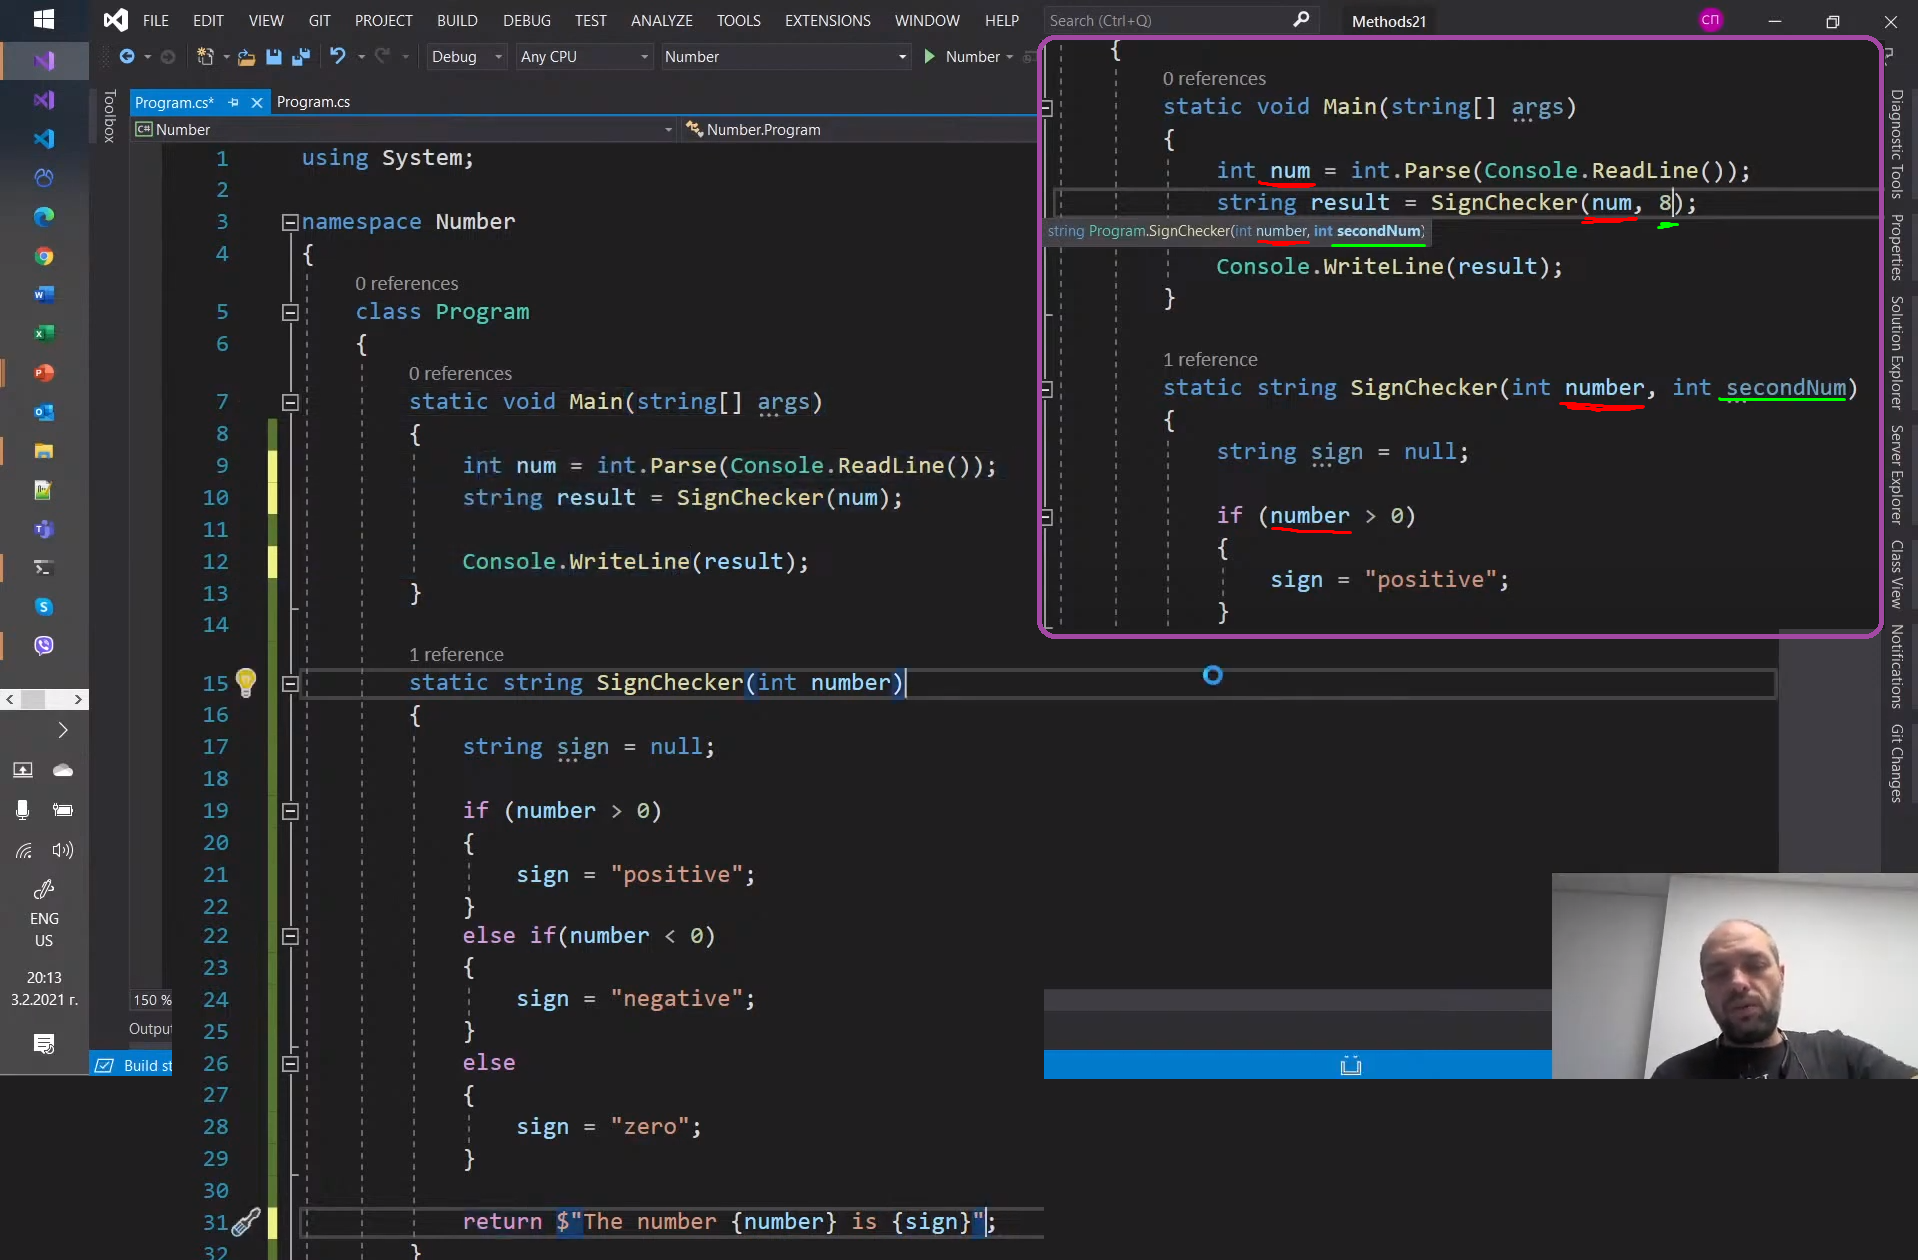 FILE EDIT VIEW GIT PROJECT BUILD DEBUG TEST ANALYZE TOOLS EXTENSIONS WINDOW HELP Search (Ctrl+Q) Methods21 СП
Debug Any CPU Number Number
Toolbox
Program.cs* Program.cs
C# Number Number.Program
1 using System;
2
3 namespace Number
4 {
0 references
5 class Program
6 {
0 references
7 static void Main(string[] args)
8 {
9 int num = int.Parse(Console.ReadLine());
10 string result = SignChecker(num);
11
12 Console.WriteLine(result);
13 }
14
1 reference
15 static string SignChecker(int number)
16 {
17 string sign = null;
18
19 if (number > 0)
20 {
21 sign = "positive";
22 }
22 else if(number < 0)
23 {
24 sign = "negative";
25 }
26 else
27 {
28 sign = "zero";
29 }
30
31 return $"The number {number} is {sign}";
32 }
{
0 references
static void Main(string[] args)
{
int num = int.Parse(Console.ReadLine());
string result = SignChecker(num, 8);
string Program.SignChecker(int number, int secondNum)
Console.WriteLine(result);
}
1 reference
static string SignChecker(int number, int secondNum)
{
string sign = null;
if (number > 0)
{
sign = "positive";
}
Diagnostic Tools
Properties
Solution Explorer
Server Explorer
Class View
Notifications
Git Changes
ENG
US
20:13
3.2.2021 г.
150 %
Outpu
Build st